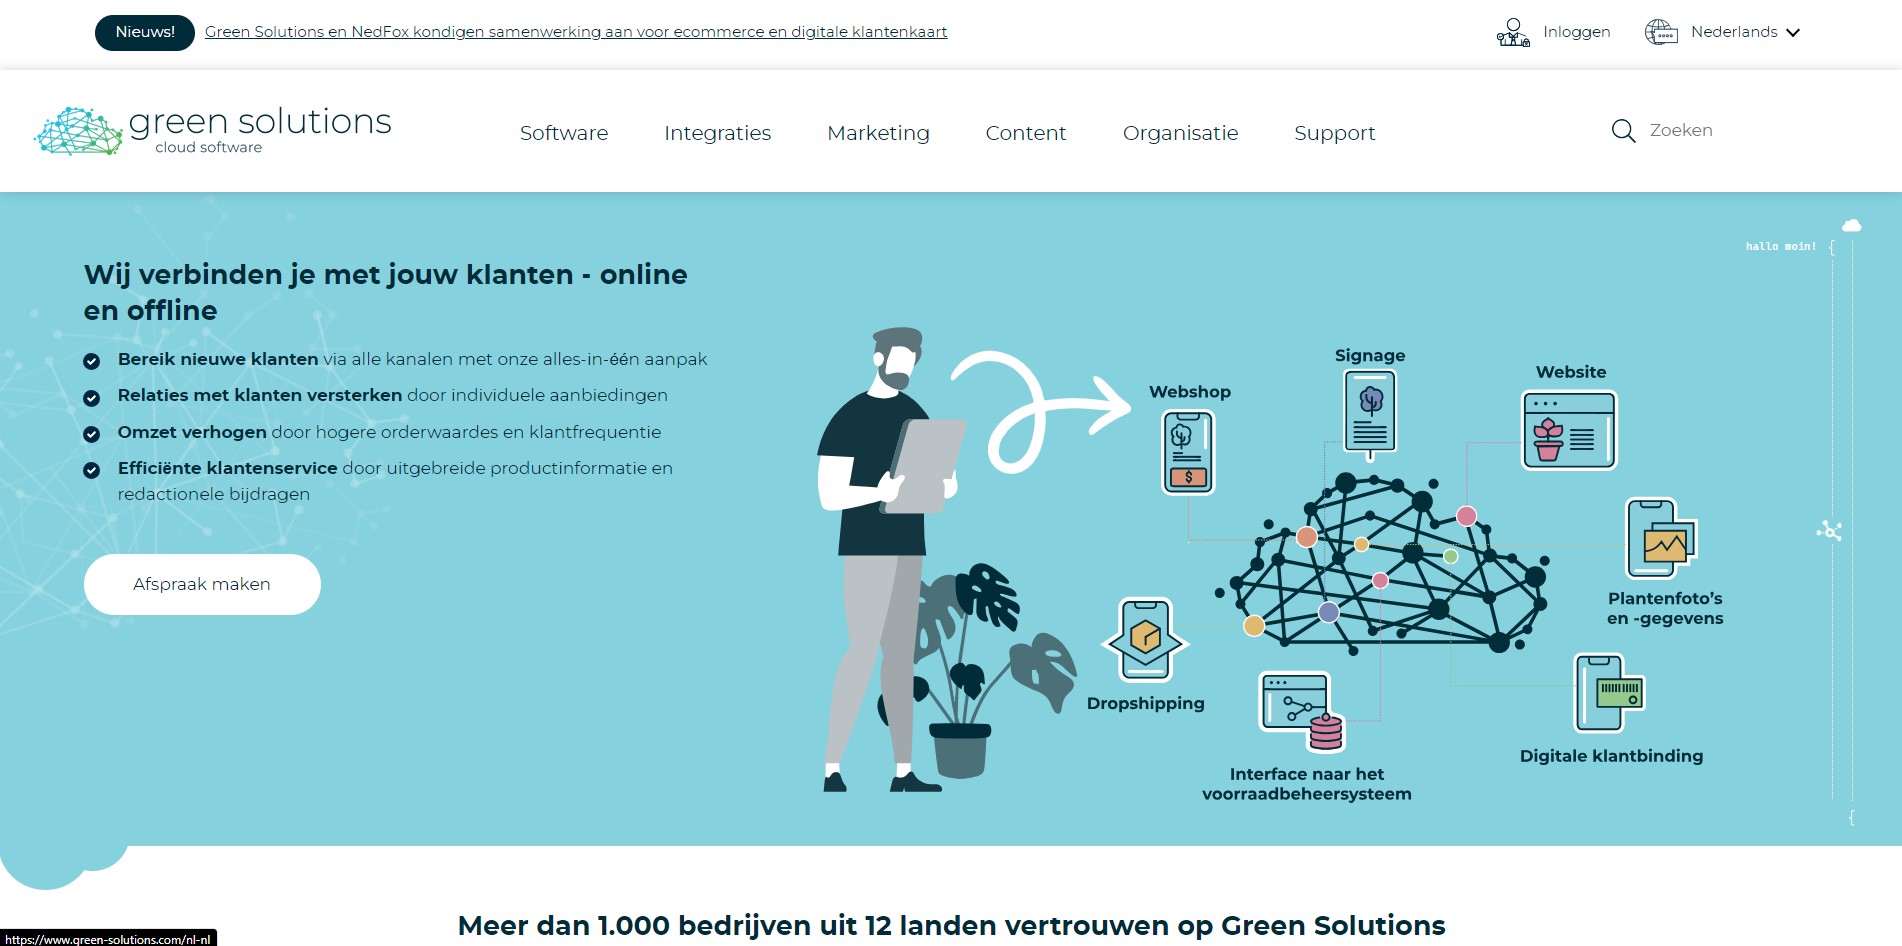 Nieuws!
Green Solutions en NedFox kondigen samenwerking aan voor ecommerce en digitale klantenkaart
Inloggen
Nederlands
green solutions
cloud software
Software
Integraties
Marketing
Content
Organisatie
Support
Zoeken
hallo moin! {
Wij verbinden je met jouw klanten - online
en offline
Bereik nieuwe klanten via alle kanalen met onze alles-in-één aanpak
Relaties met klanten versterken door individuele aanbiedingen
Omzet verhogen door hogere orderwaardes en klantfrequentie
Efficiënte klantenservice door uitgebreide productinformatie en
redactionele bijdragen
Afspraak maken
Signage
Website
Webshop
$
Plantenfoto's
en -gegevens
Dropshipping
Digitale klantbinding
Interface naar het
voorraadbeheersysteem
{
Meer dan 1.000 bedrijven uit 12 landen vertrouwen op Green Solutions
https://www.green-solutions.com/nl-nl